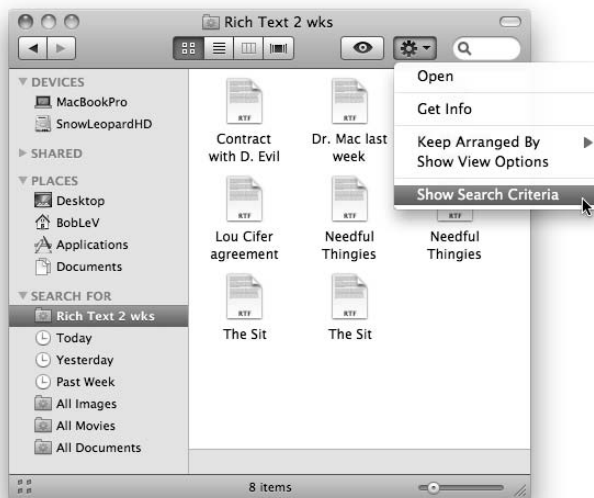 Rich Text 2 wks
DEVICES
MacBookPro
SnowLeopardHD
SHARED
PLACES
Desktop
BobLeV
Applications
Documents
SEARCH FOR
Rich Text 2 wks
Today
Yesterday
Past Week
All Images
All Movies
All Documents
RTF
RTF
Contract
with D. Evil
Dr. Mac last
week
RTF
RTF
RTF
Lou Cifer
agreement
Needful
Thingies
Needful
Thingies
RTF
RTF
The Sit
The Sit
Open
Get Info
Keep Arranged By
Show View Options
Show Search Criteria
8 items